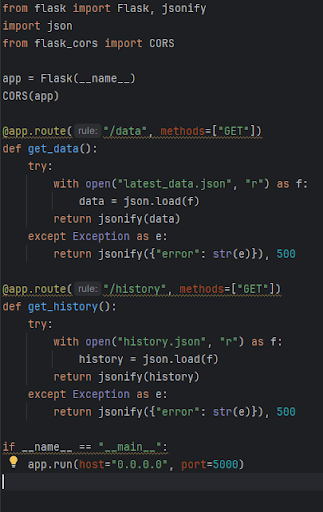 from flask import Flask, jsonify
import json
from flask_cors import CORS

app = Flask(__name__)
CORS(app)

@app.route( rule: "/data", methods=["GET"])
def get_data():
    try:
        with open("latest_data.json", "r") as f:
            data = json.load(f)
        return jsonify(data)
    except Exception as e:
        return jsonify({"error": str(e)}), 500

@app.route( rule: "/history", methods=["GET"])
def get_history():
    try:
        with open("history.json", "r") as f:
            history = json.load(f)
        return jsonify(history)
    except Exception as e:
        return jsonify({"error": str(e)}), 500

if __name__ == "__main__":
    app.run(host="0.0.0.0", port=5000)